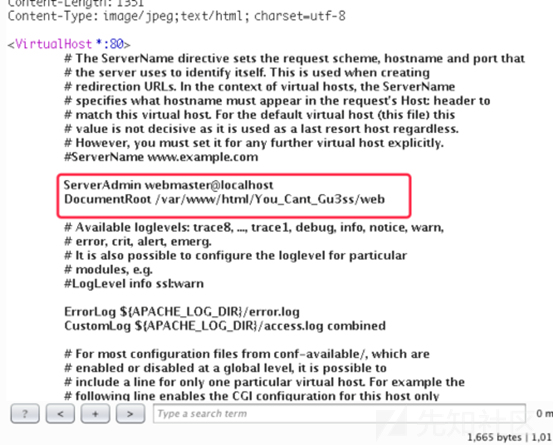 Content-Length: 1351
Content-Type: image/jpeg;text/html; charset=utf-8
<VirtualHost *:80>
# The ServerName directive sets the request scheme, hostname and port that
# the server uses to identify itself. This is used when creating
# redirection URLs. In the context of virtual hosts, the ServerName
# specifies what hostname must appear in the request's Host: header to
# match this virtual host. For the default virtual host (this file) this
# value is not decisive as it is used as a last resort host regardless.
# However, you must set it for any further virtual host explicitly.
#ServerName www.example.com
ServerAdmin webmaster@localhost
DocumentRoot /var/www/html/You_Cant_Gu3ss/web
# Available loglevels: trace8, ..., trace1, debug, info, notice, warn,
# error, crit, alert, emerg.
# It is also possible to configure the loglevel for particular
# modules, e.g.
#LogLevel info ssl:warn
ErrorLog ${APACHE_LOG_DIR}/error.log
CustomLog ${APACHE_LOG_DIR}/access.log combined
# For most configuration files from conf-available/, which are
# enabled or disabled at a global level, it is possible to
# include a line for only one particular virtual host. For example the
# following line enables the CGI configuration for this host only
? < + > Type a search term 0 m
先知社区
1,665 bytes | 1,01